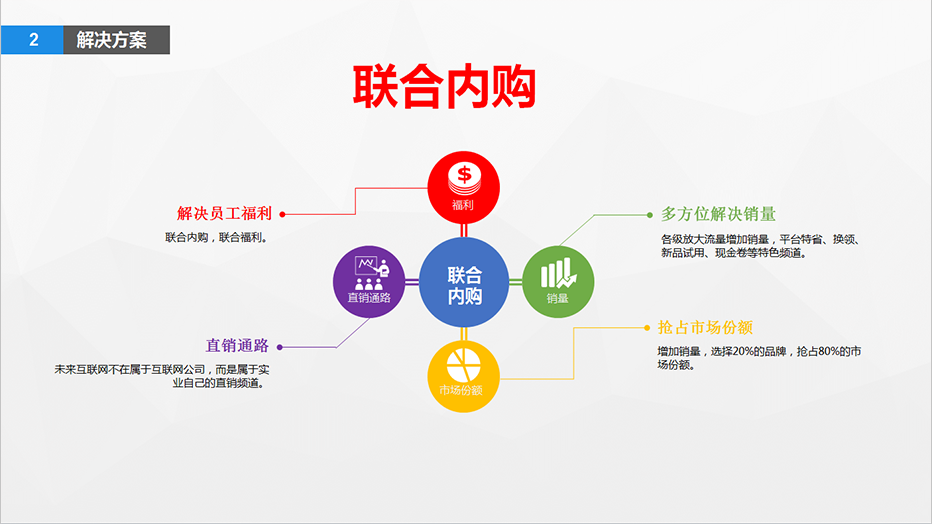 2 解决方案
联合内购
$
福利
解决员工福利
联合内购，联合福利。
多方位解决销量
各级放大流量增加销量，平台特省、换领、
新品试用、现金卷等特色频道。
联合
内购
直销通路
销量
直销通路
未来互联网不在属于互联网公司，而是属于实
业自己的直销频道。
抢占市场份额
增加销量，选择20%的品牌，抢占80%的市
场份额。
市场份额